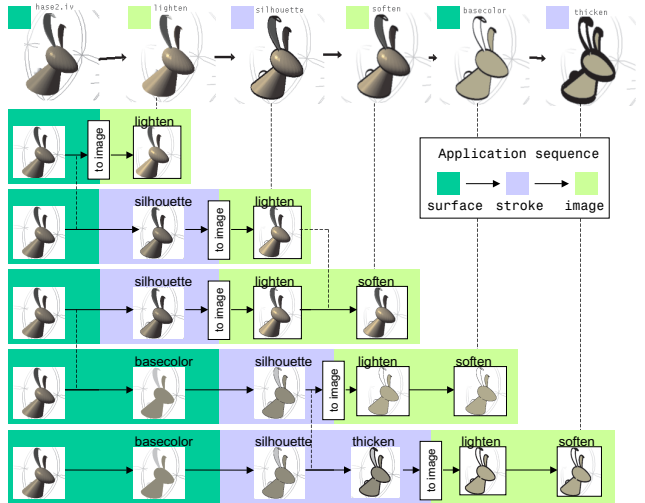 hase2.iv
lighten
silhouette
soften
basecolor
thicken
lighten
to image
silhouette
lighten
to image
Application sequence
surface
stroke
image
silhouette
lighten
soften
to image
basecolor
silhouette
lighten
soften
to image
basecolor
silhouette
thicken
lighten
soften
to image